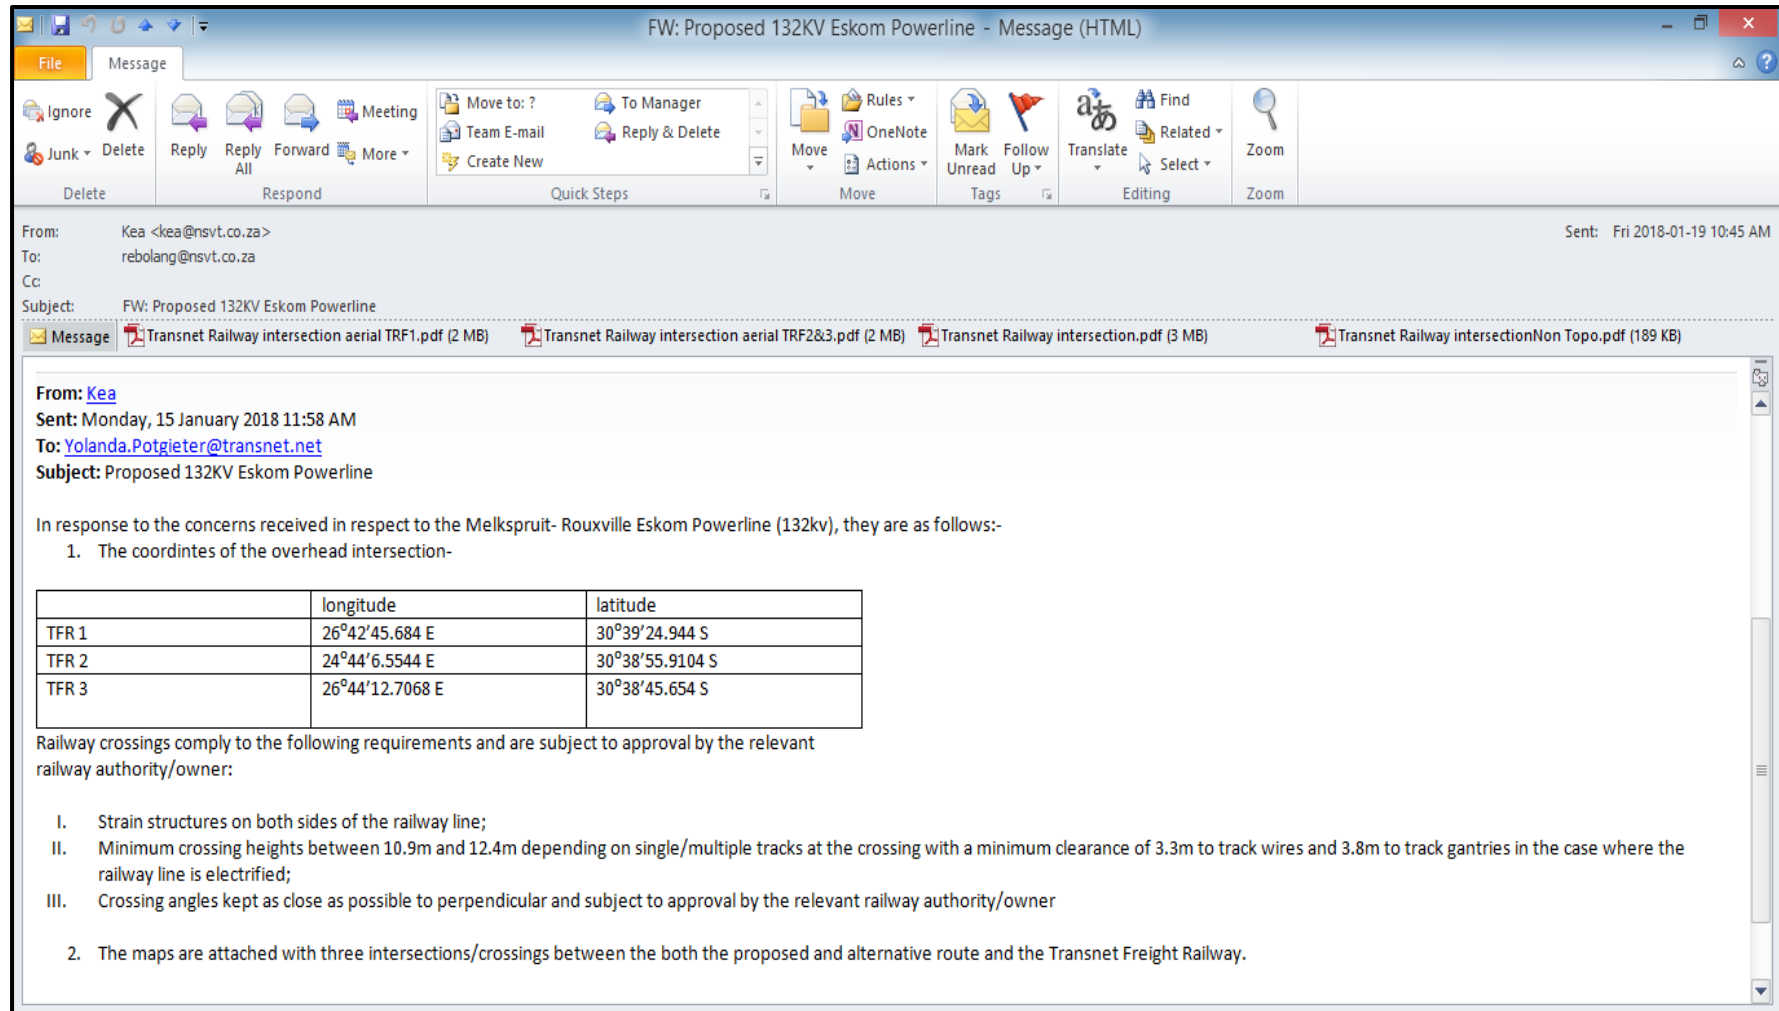 FW: Proposed 132KV Eskom Powerline - Message (HTML)
File Message
Ignore
Junk
Delete
Delete
Reply
Reply All
Forward
Meeting
More
Respond
Move to: ?
To Manager
Team E-mail
Reply & Delete
Create New
Quick Steps
Move
Rules
OneNote
Actions
Move
Mark Unread
Follow Up
Tags
Translate
Find
Related
Select
Editing
Zoom
Zoom
From: Kea <kea@nsvt.co.za>
Sent: Fri 2018-01-19 10:45 AM
To: rebolang@nsvt.co.za
Cc:
Subject: FW: Proposed 132KV Eskom Powerline
Message Transnet Railway intersection aerial TRF1.pdf (2 MB) Transnet Railway intersection aerial TRF2&3.pdf (2 MB) Transnet Railway intersection.pdf (3 MB) Transnet Railway intersectionNon Topo.pdf (189 KB)
From: Kea
Sent: Monday, 15 January 2018 11:58 AM
To: Yolanda.Potgieter@transnet.net
Subject: Proposed 132KV Eskom Powerline
In response to the concerns received in respect to the Melkspruit- Rouxville Eskom Powerline (132kv), they are as follows:-
1. The coordintes of the overhead intersection-
longitude latitude
TFR 1 26°42'45.684 E 30°39'24.944 S
TFR 2 24°44'6.5544 E 30°38'55.9104 S
TFR 3 26°44'12.7068 E 30°38'45.654 S
Railway crossings comply to the following requirements and are subject to approval by the relevant
railway authority/owner:
I. Strain structures on both sides of the railway line;
II. Minimum crossing heights between 10.9m and 12.4m depending on single/multiple tracks at the crossing with a minimum clearance of 3.3m to track wires and 3.8m to track gantries in the case where the
railway line is electrified;
III. Crossing angles kept as close as possible to perpendicular and subject to approval by the relevant railway authority/owner
2. The maps are attached with three intersections/crossings between the both the proposed and alternative route and the Transnet Freight Railway.